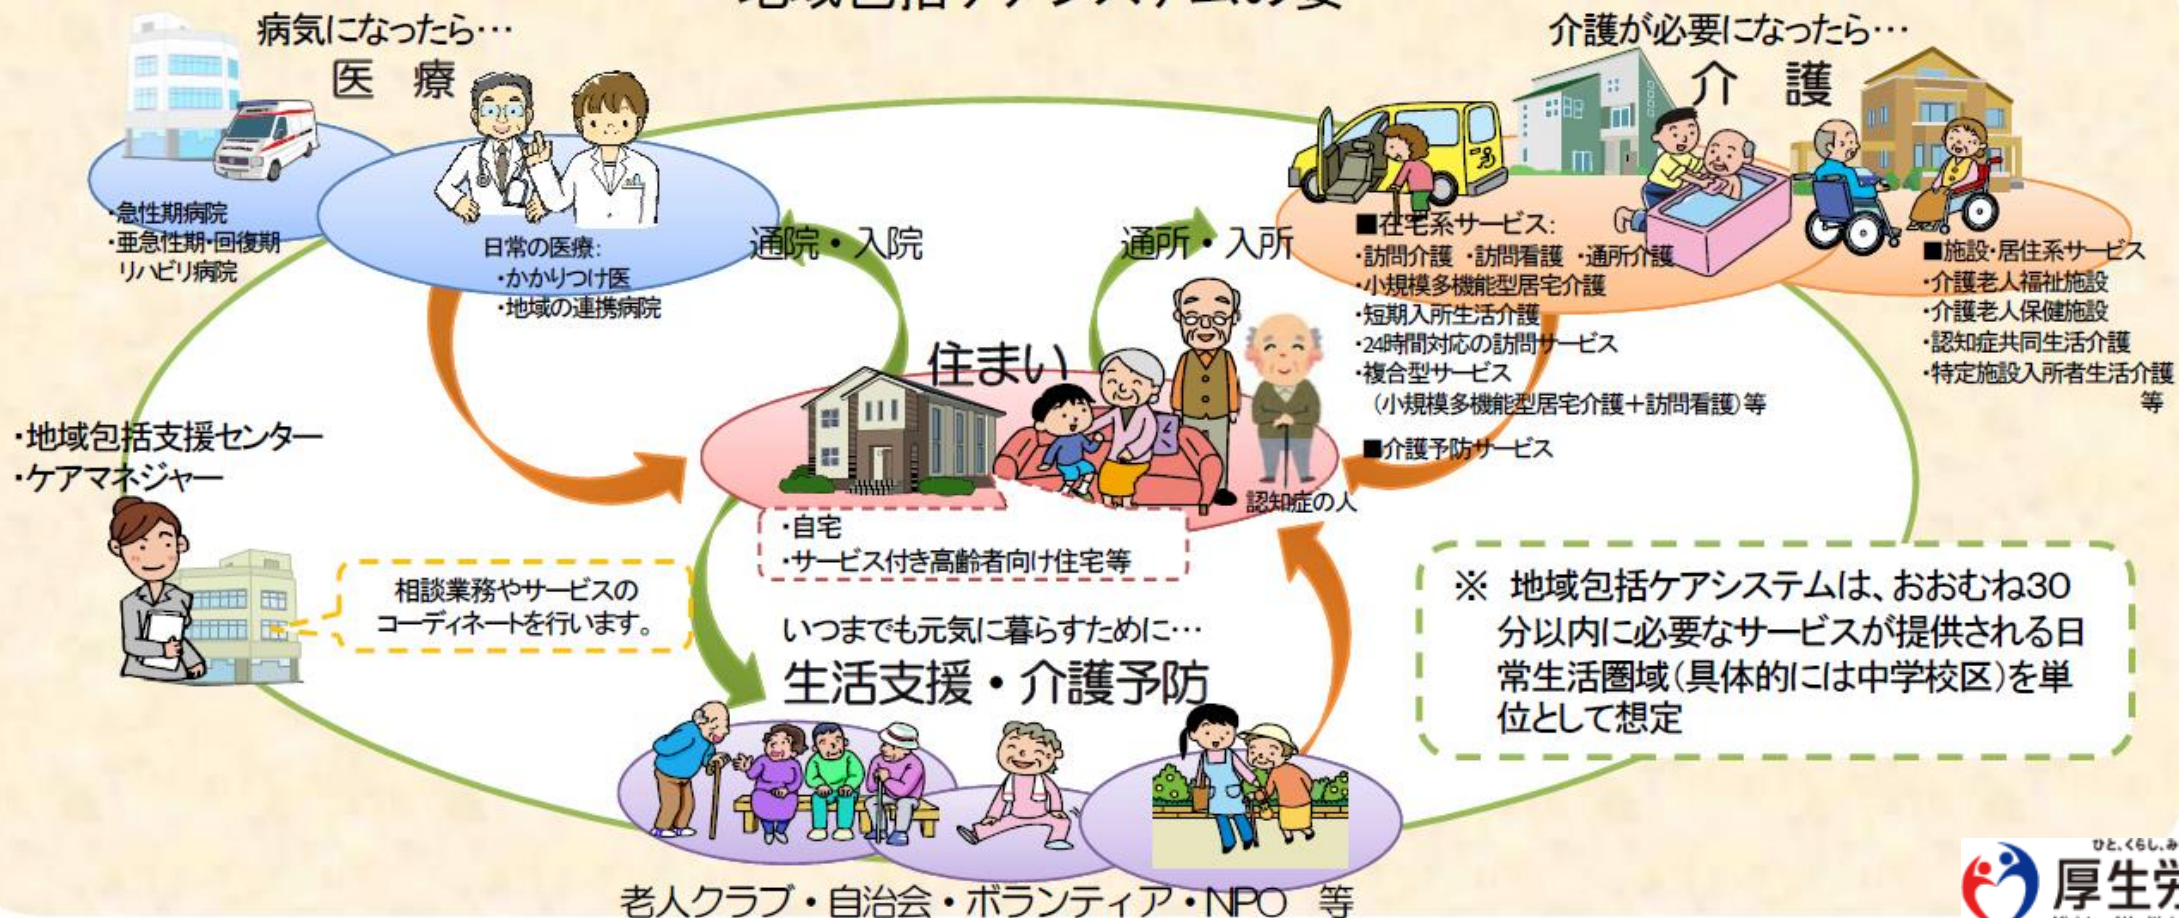 病気になったら…
医 療
・急性期病院
・亜急性期・回復期
リハビリ病院
日常の医療:
・かかりつけ医
・地域の連携病院
通院・入院
通所・入所
介護が必要になったら…
介 護
■在宅系サービス:
・訪問介護 ・訪問看護 ・通所介護
・小規模多機能型居宅介護
・短期入所生活介護
・24時間対応の訪問サービス
・複合型サービス
（小規模多機能型居宅介護＋訪問看護）等
■介護予防サービス
■施設・居住系サービス
・介護老人福祉施設
・介護老人保健施設
・認知症共同生活介護
・特定施設入所者生活介護
等
住まい
認知症の人
・自宅
・サービス付き高齢者向け住宅等
・地域包括支援センター
・ケアマネジャー
相談業務やサービスの
コーディネートを行います。
いつまでも元気に暮らすために…
生活支援・介護予防
老人クラブ・自治会・ボランティア・NPO 等
※ 地域包括ケアシステムは、おおむね30
分以内に必要なサービスが提供される日
常生活圏域（具体的には中学校区）を単
位として想定
ひと、くらし、み
厚生労